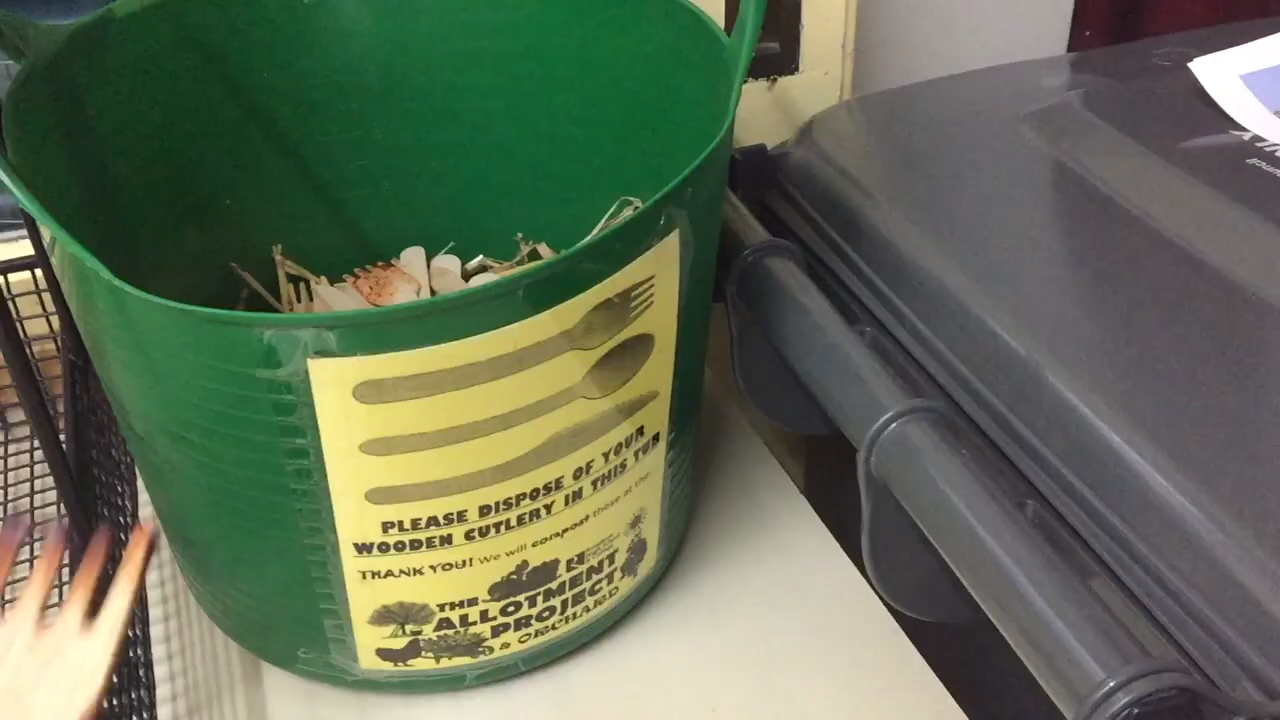 PLEASE DISPOSE OF YOUR
WOODEN CUTLERY IN THIS TUB
THANK YOU! We will compost these at the
THE
ALLOTMENT
PROJECT
& ORCHARD